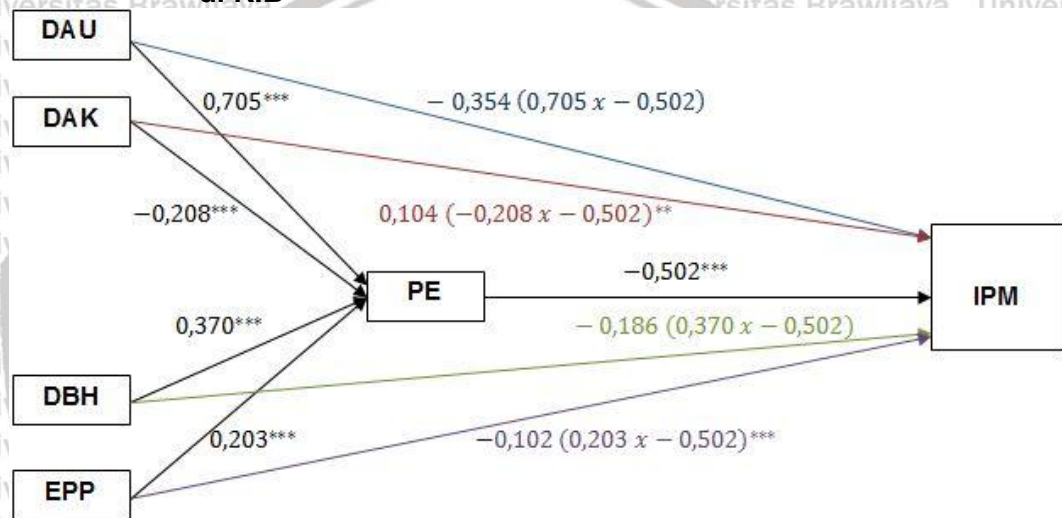 DAU
0,705***
− 0,354 (0,705 x − 0,502)
DAK
−0,208***
0,104 (−0,208 x − 0,502)**
PE
−0,502***
IPM
0,370***
− 0,186 (0,370 x − 0,502)
DBH
0,203***
−0,102 (0,203 x − 0,502)***
EPP